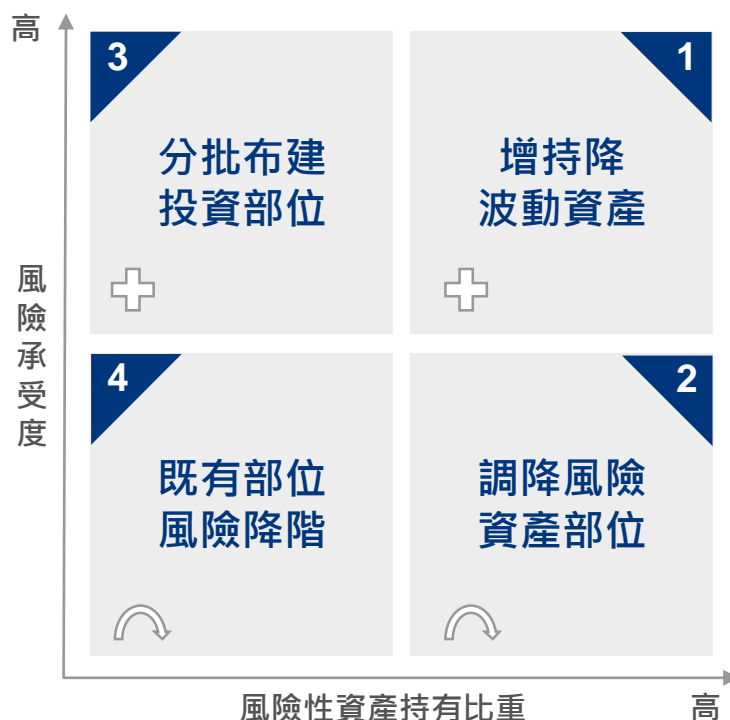 高
3
分批布建
投資部位
1
增持降
波動資產
風險承受度
4
既有部位
風險降階
2
調降風險
資產部位
風險性資產持有比重
高